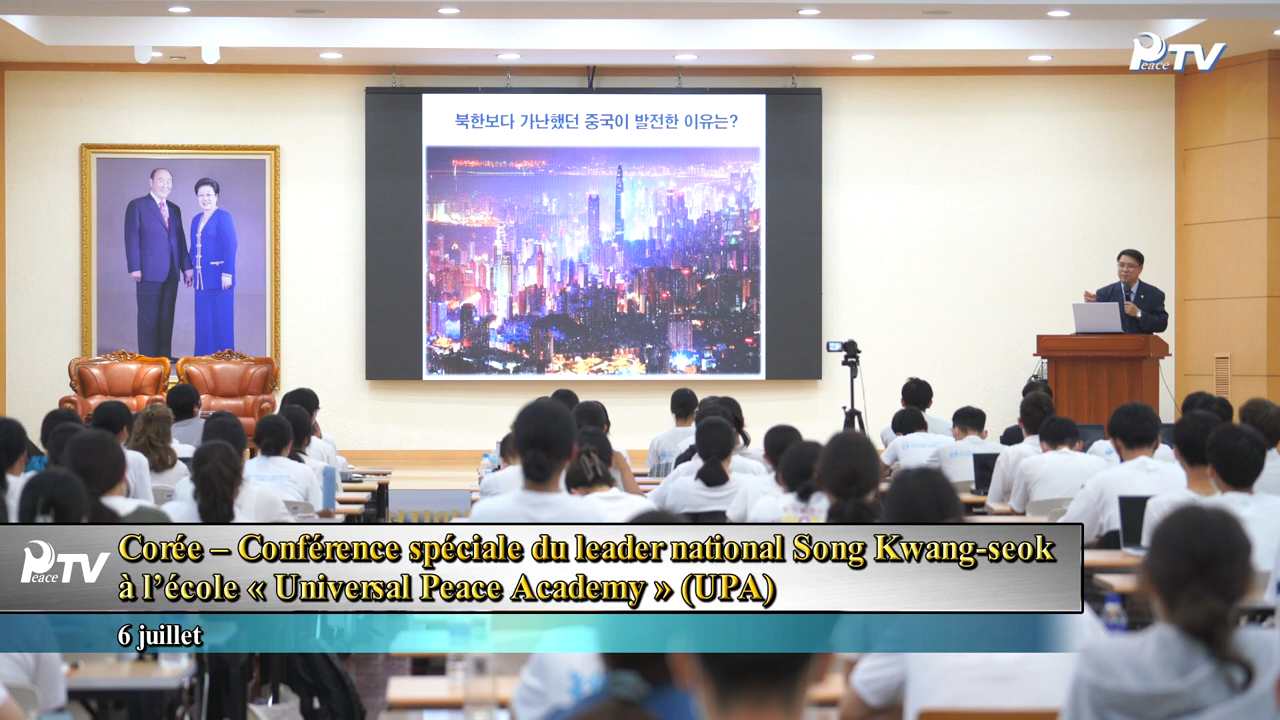 Peace TV
북한보다 가난했던 중국이 발전한 이유는?
Peace TV
Corée – Conférence spéciale du leader national Song Kwang-seok
à l’école « Universal Peace Academy » (UPA)
6 juillet